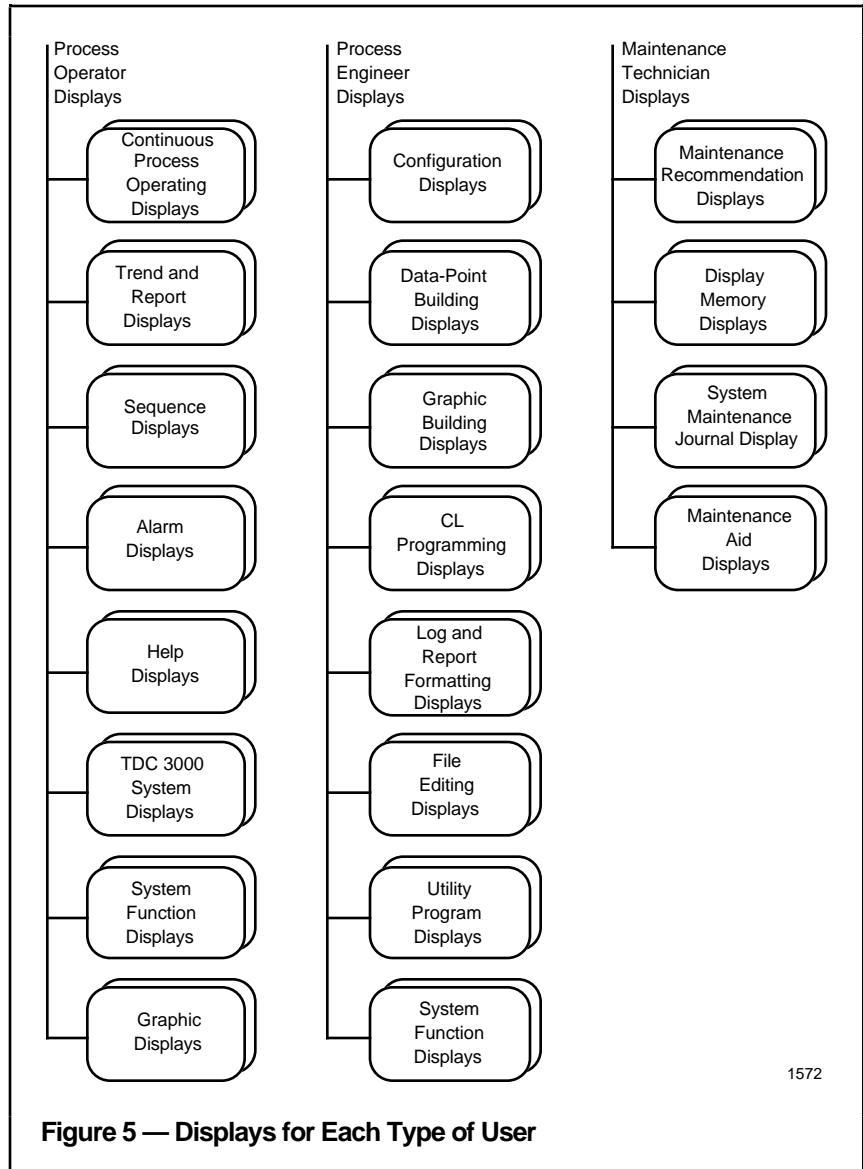 Process
Operator
Displays
Continuous
Process
Operating
Displays
Trend and
Report
Displays
Sequence
Displays
Alarm
Displays
Help
Displays
TDC 3000
System
Displays
System
Function
Displays
Graphic
Displays
Process
Engineer
Displays
Configuration
Displays
Data-Point
Building
Displays
Graphic
Building
Displays
CL
Programming
Displays
Log and
Report
Formatting
Displays
File
Editing
Displays
Utility
Program
Displays
System
Function
Displays
Maintenance
Technician
Displays
Maintenance
Recommendation
Displays
Display
Memory
Displays
System
Maintenance
Journal Display
Maintenance
Aid
Displays
1572
Figure 5 — Displays for Each Type of User